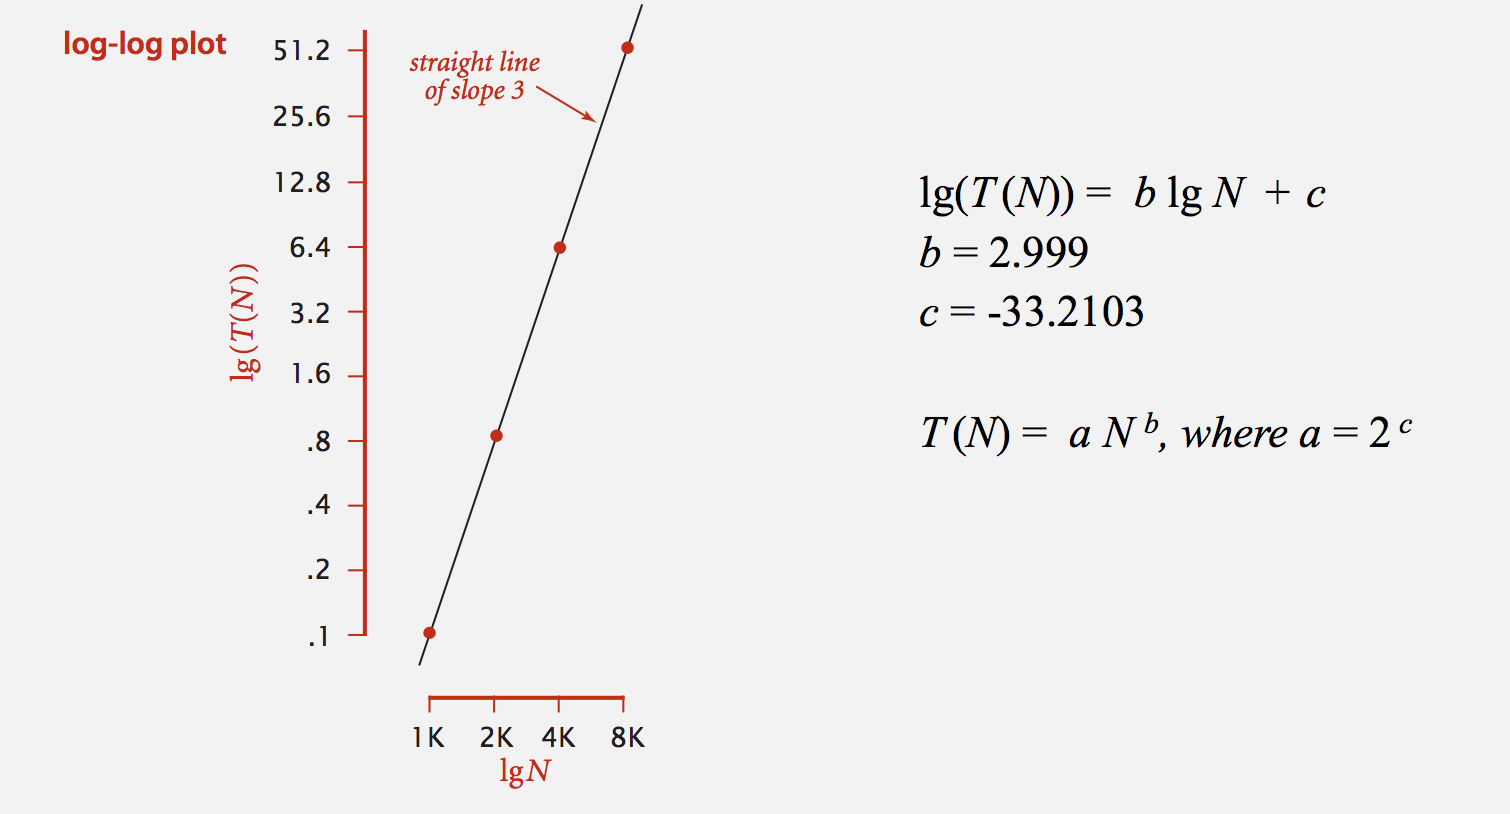 log-log plot
51.2
25.6
12.8
6.4
3.2
1.6
.8
.4
.2
.1
lg(T(N))
straight line
of slope 3
1K 2K 4K 8K
lgN
lg(T(N)) = b lg N + c
b = 2.999
c = -33.2103
T(N) = a N ᵇ, where a = 2 ᶜ